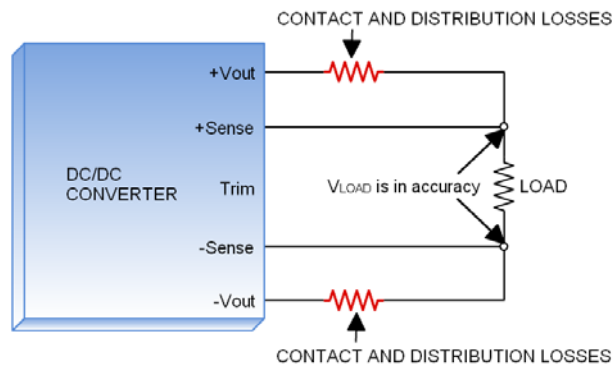 CONTACT AND DISTRIBUTION LOSSES
+Vout
+Sense
DC/DC
CONVERTER
Trim
VLOAD is in accuracy
LOAD
-Sense
-Vout
CONTACT AND DISTRIBUTION LOSSES